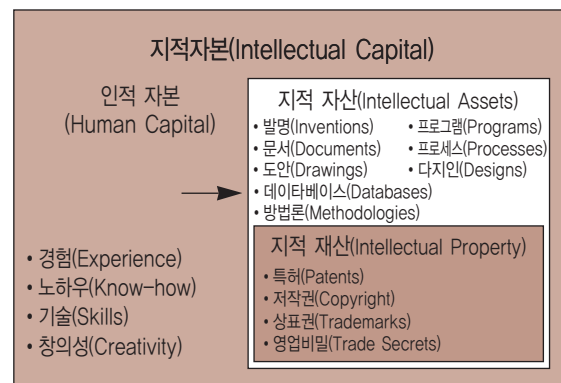 지적자본(Intellectual Capital)
인적 자본
(Human Capital)
• 경험(Experience)
• 노하우(Know-how)
• 기술(Skills)
• 창의성(Creativity)
지적 자산(Intellectual Assets)
• 발명(Inventions) • 프로그램(Programs)
• 문서(Documents) • 프로세스(Processes)
• 도안(Drawings) • 다지인(Designs)
• 데이타베이스(Databases)
• 방법론(Methodologies)
지적 재산(Intellectual Property)
• 특허(Patents)
• 저작권(Copyright)
• 상표권(Trademarks)
• 영업비밀(Trade Secrets)